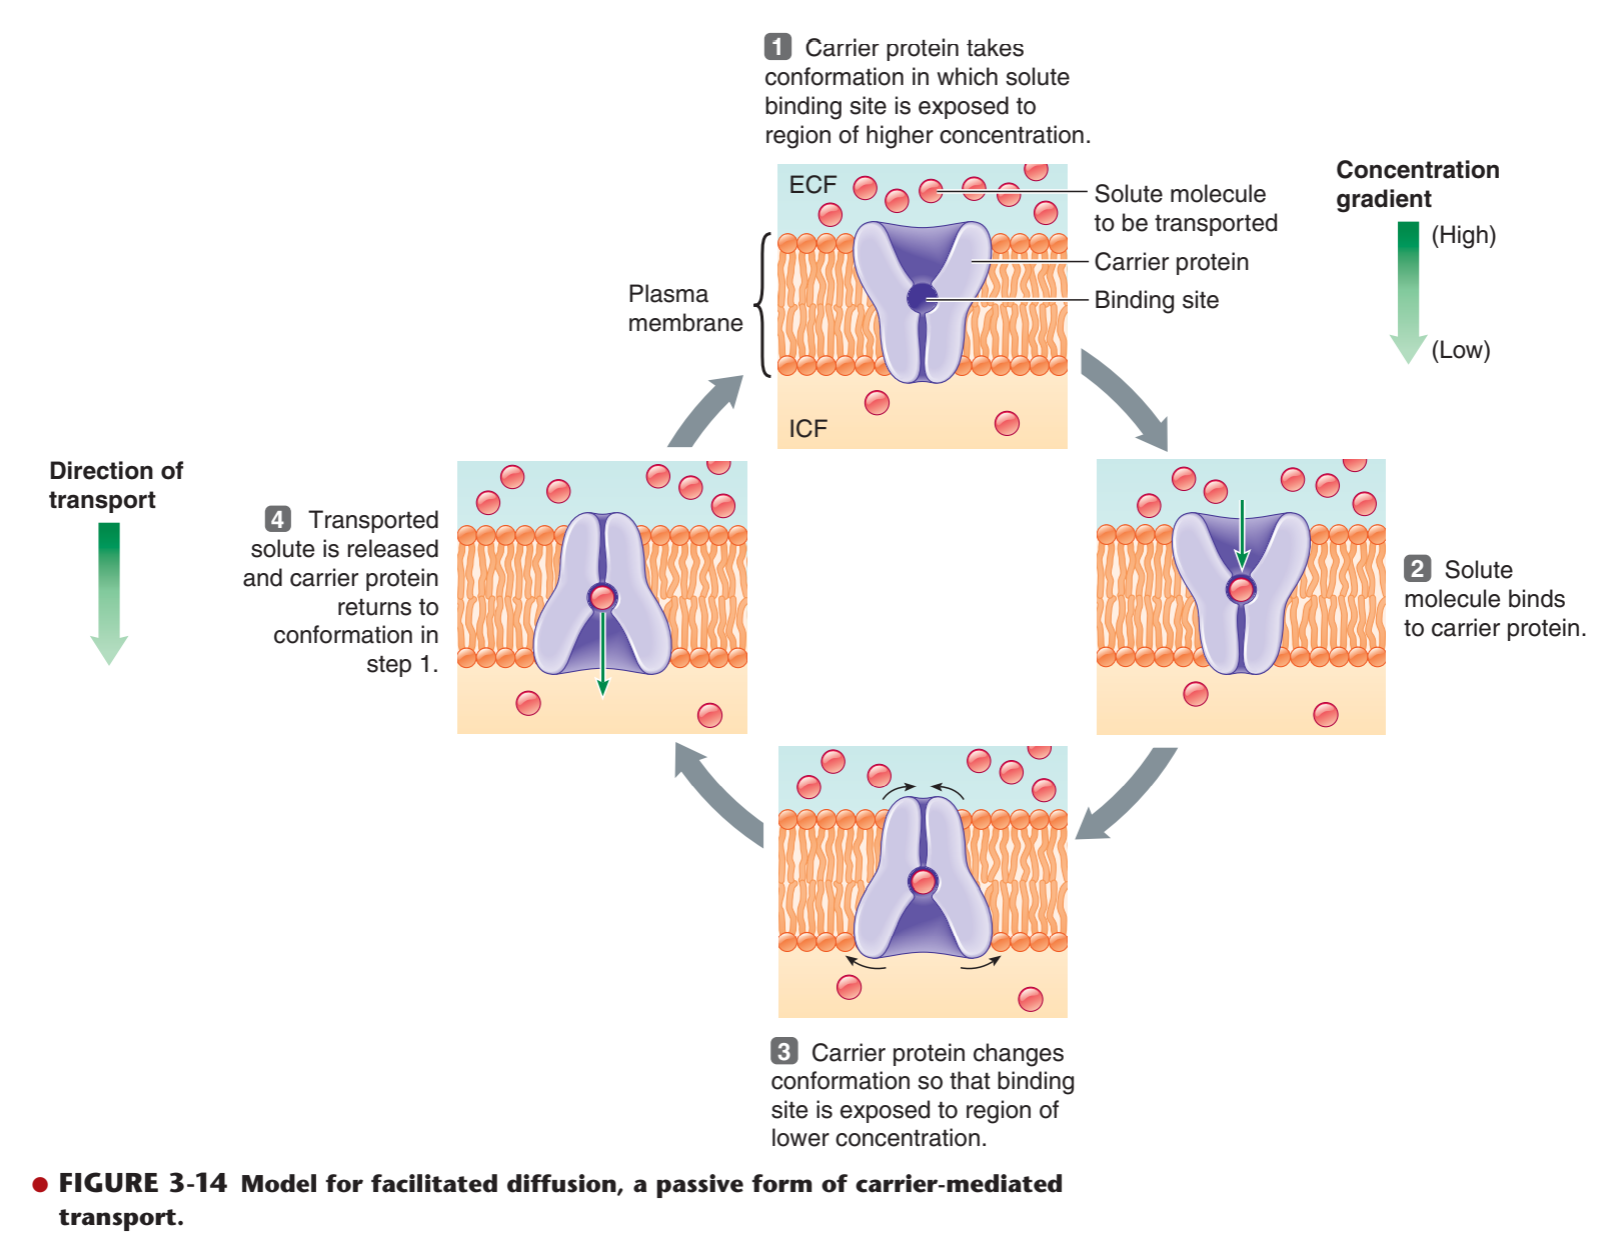 1 Carrier protein takes
conformation in which solute
binding site is exposed to
region of higher concentration.
ECF
Solute molecule
to be transported
Carrier protein
Binding site
Plasma
membrane
ICF
Concentration
gradient
(High)
(Low)
Direction of
transport
4 Transported
solute is released
and carrier protein
returns to
conformation in
step 1.
2 Solute
molecule binds
to carrier protein.
3 Carrier protein changes
conformation so that binding
site is exposed to region of
lower concentration.
● FIGURE 3-14 Model for facilitated diffusion, a passive form of carrier-mediated
transport.